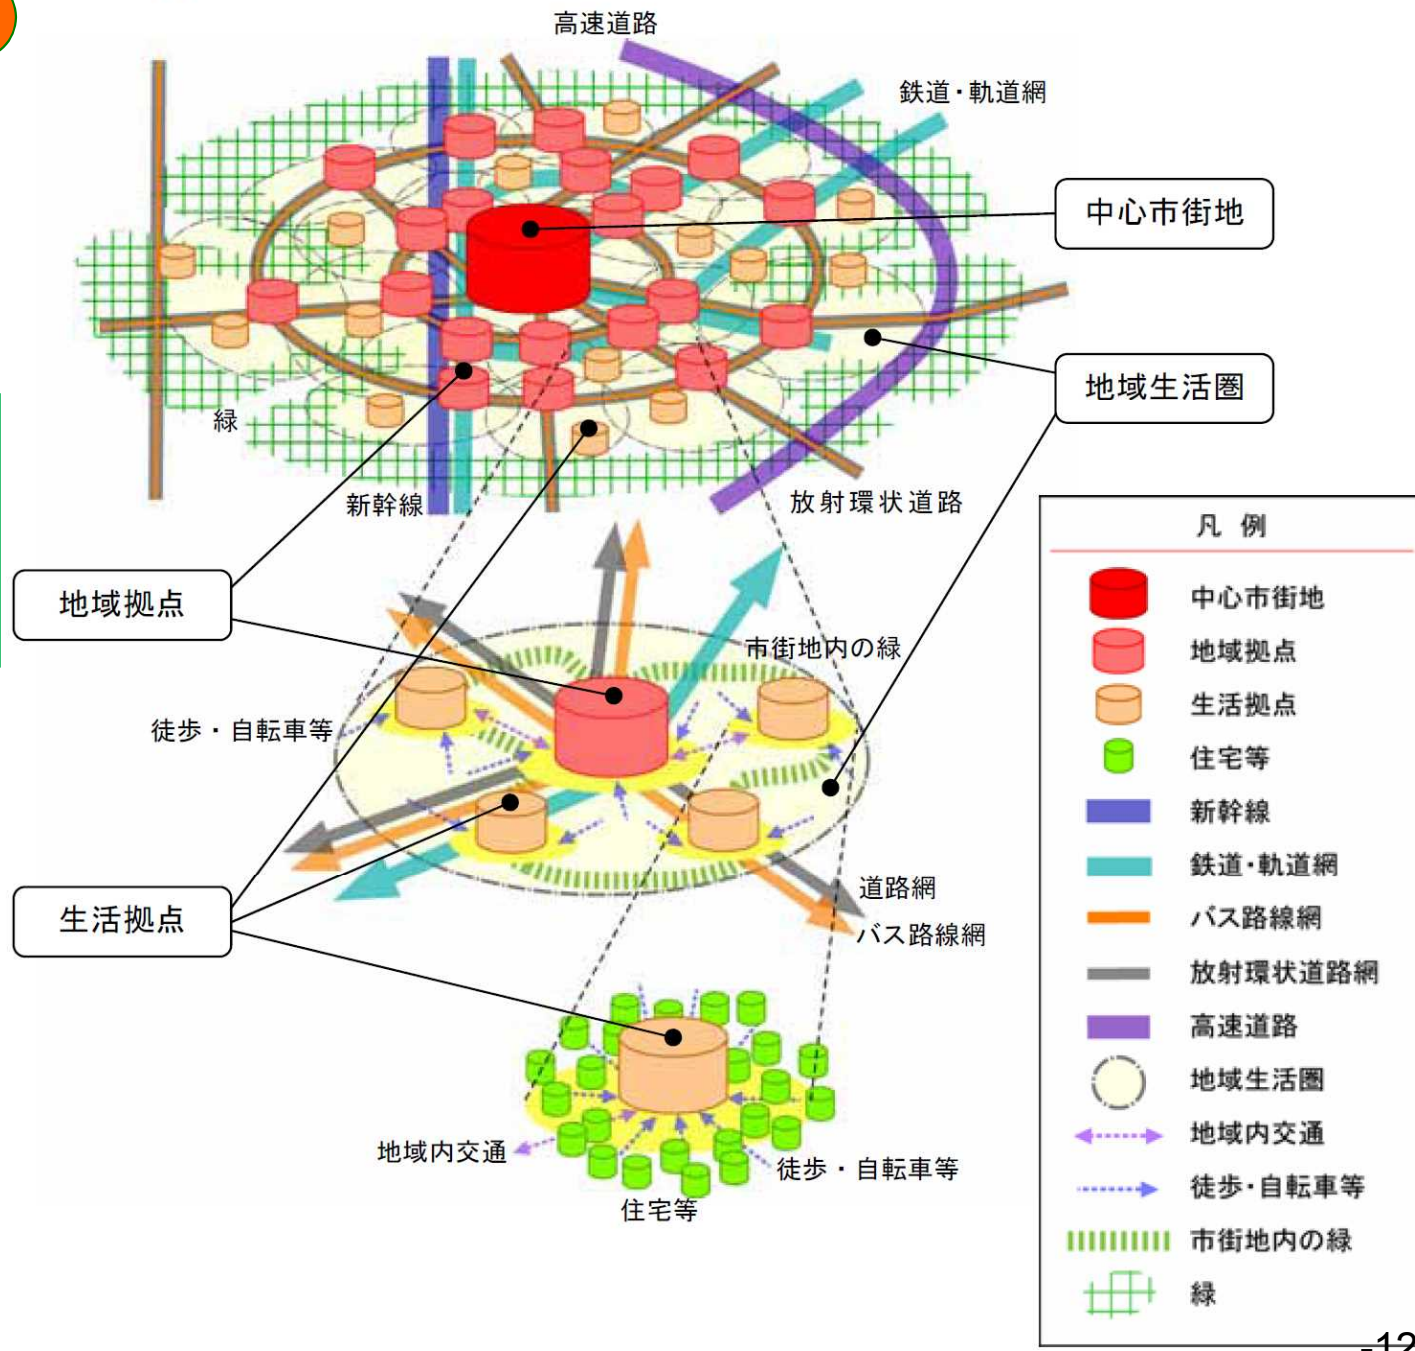 高速道路
鉄道・軌道網
中心市街地
地域生活圏
緑
新幹線
放射環状道路
地域拠点
市街地内の緑
徒歩・自転車等
生活拠点
道路網
バス路線網
地域内交通
徒歩・自転車等
住宅等
凡 例
中心市街地
地域拠点
生活拠点
住宅等
新幹線
鉄道・軌道網
バス路線網
放射環状道路網
高速道路
地域生活圏
地域内交通
徒歩・自転車等
市街地内の緑
緑
-12